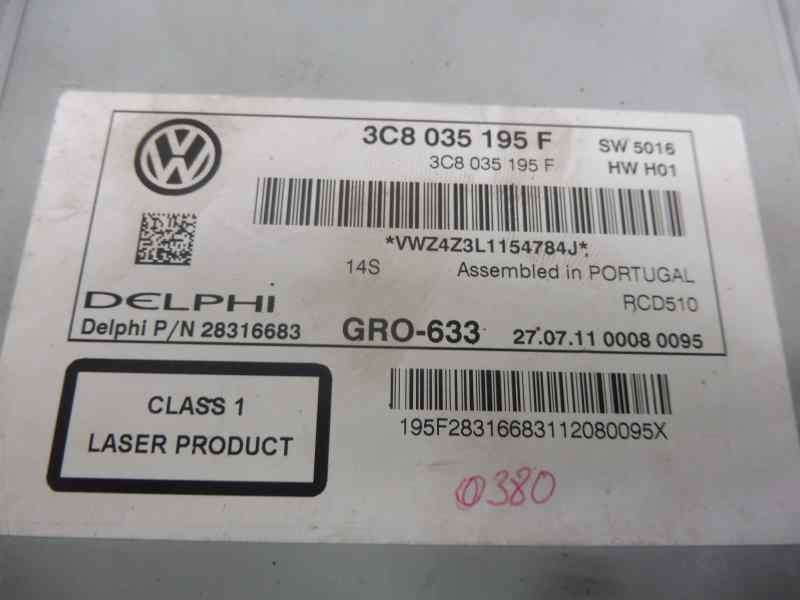 3C8 035 195 F SW 5016
3C8 035 195 F HW H01
*VWZ4Z3L1154784J*
14S Assembled in PORTUGAL
DELPHI RCD510
Delphi P/N 28316683 GRO-633 27.07.11 0008 0095
CLASS 1
LASER PRODUCT
195F28316683112080095X
0380